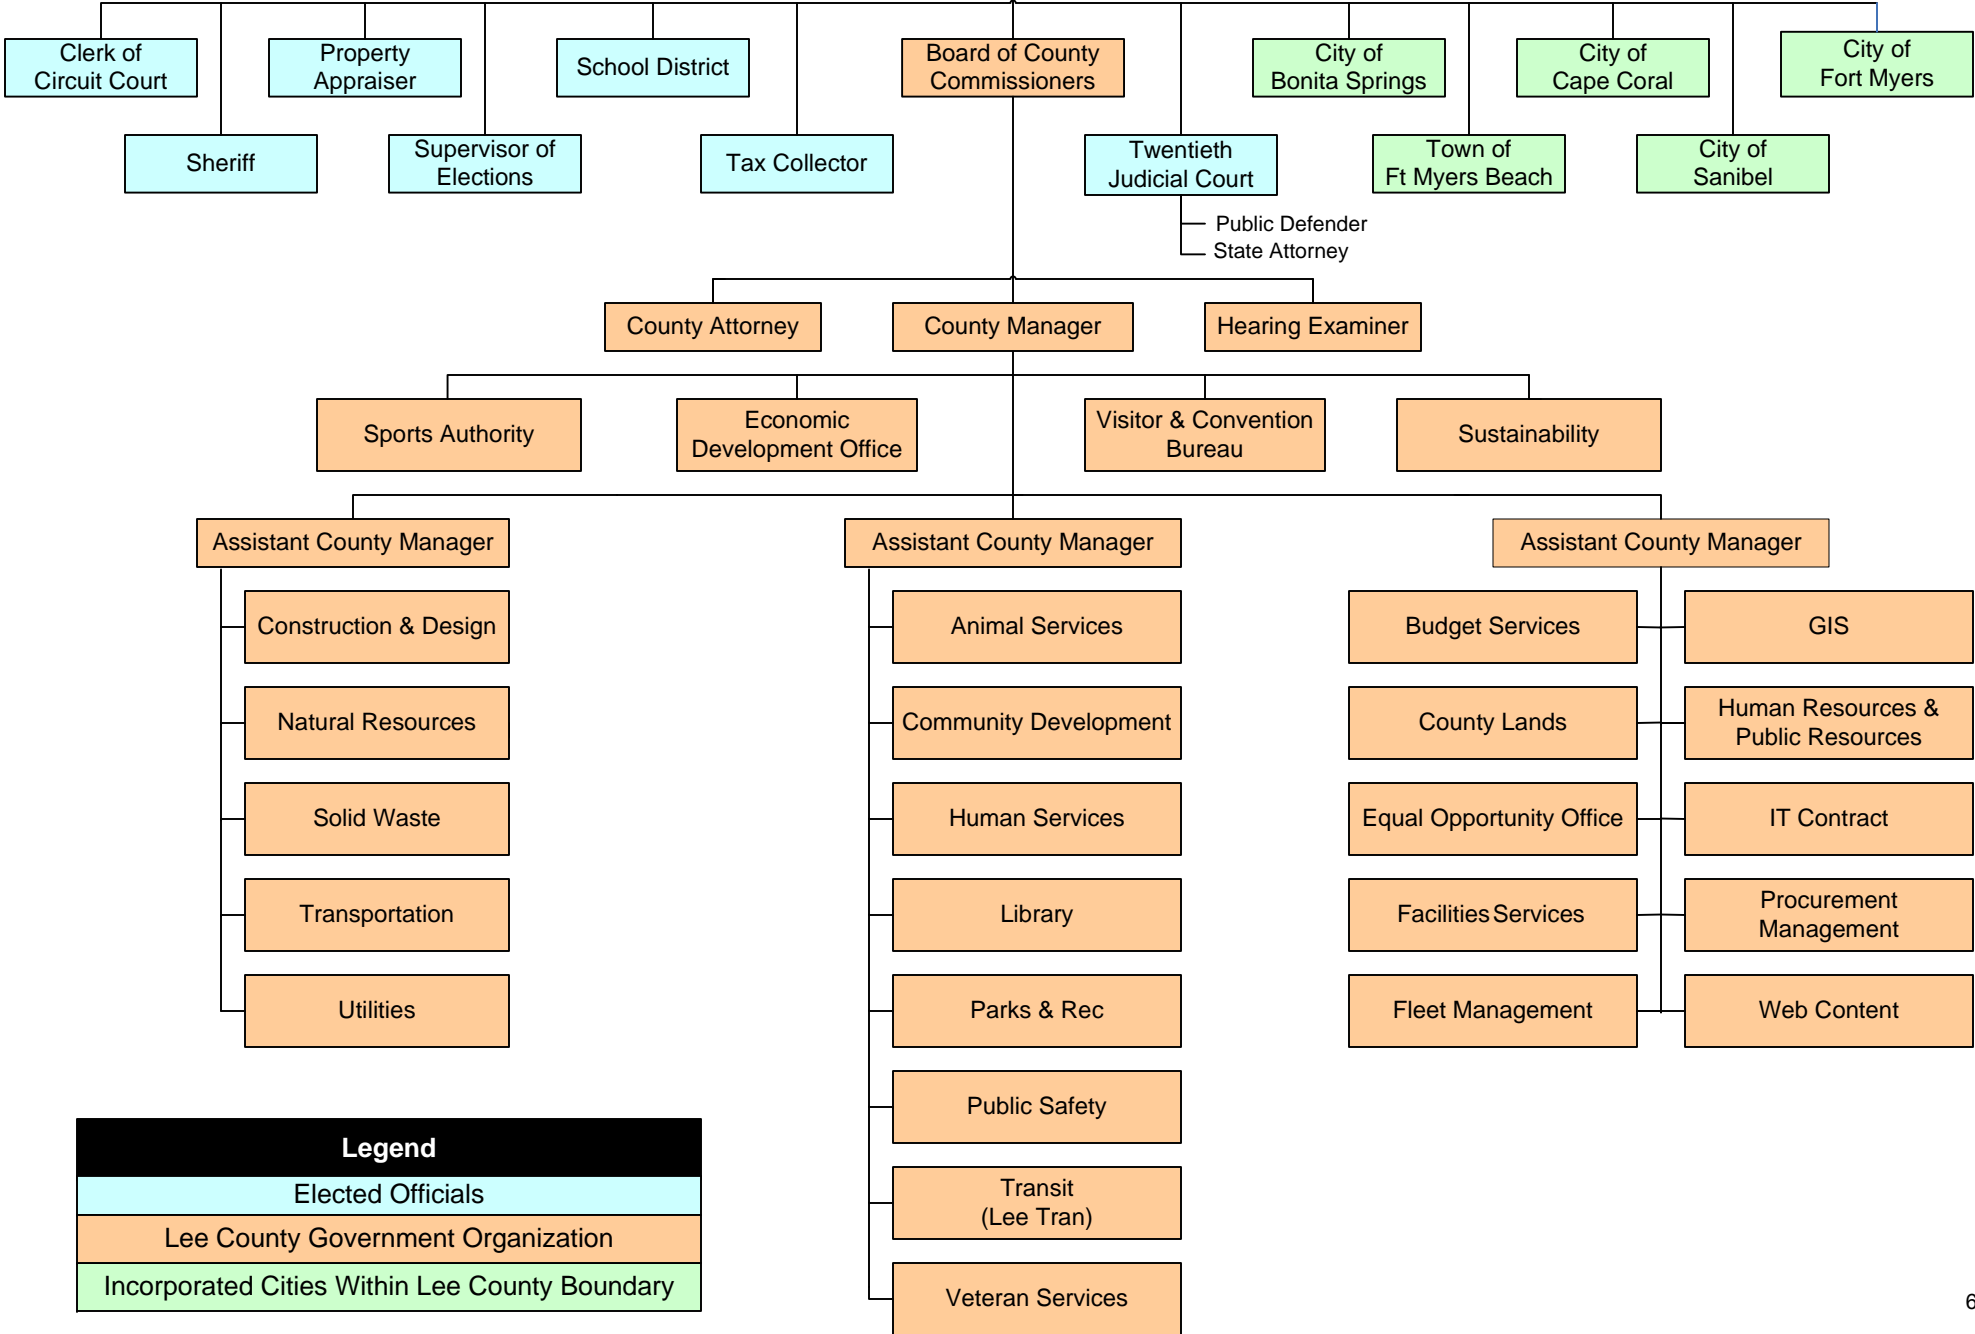 Clerk of
Circuit Court
Property
Appraiser
School District
Board of County
Commissioners
City of
Bonita Springs
City of
Cape Coral
City of
Fort Myers
Sheriff
Supervisor of
Elections
Tax Collector
Twentieth
Judicial Court
Town of
Ft Myers Beach
City of
Sanibel
Public Defender
State Attorney
County Attorney
County Manager
Hearing Examiner
Sports Authority
Economic
Development Office
Visitor & Convention
Bureau
Sustainability
Assistant County Manager
Construction & Design
Natural Resources
Solid Waste
Transportation
Utilities
Assistant County Manager
Animal Services
Community Development
Human Services
Library
Parks & Rec
Public Safety
Transit
(Lee Tran)
Veteran Services
Assistant County Manager
Budget Services
GIS
County Lands
Human Resources &
Public Resources
Equal Opportunity Office
IT Contract
Facilities Services
Procurement
Management
Fleet Management
Web Content
Legend
Elected Officials
Lee County Government Organization
Incorporated Cities Within Lee County Boundary
6